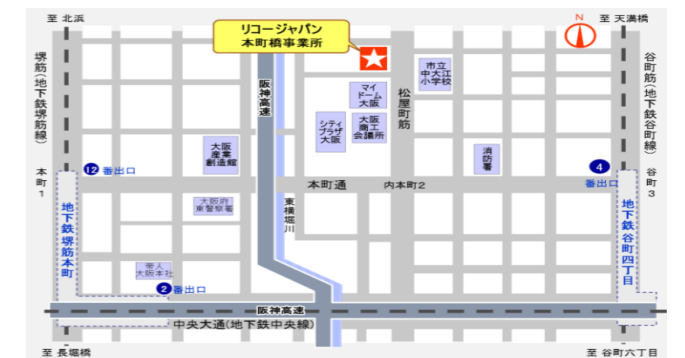 至 北浜
リコージャパン
本町橋事業所
N
至 天満橋
堺筋(地下鉄堺筋線)
阪神高速
市立
中大江
小学校
谷町筋(地下鉄谷町線)
マイ
ドーム
大阪
松屋町筋
シティ
プラザ
大阪
大阪
商工
会議所
大阪
産業
創造館
消防署
12 番出口
4
番出口
本町1
本町通
内本町2
谷町3
大阪府
東警察署
東横堀川
地下鉄堺筋本町
地下鉄谷町四丁目
帝人
大阪本社
2 番出口
阪神高速
中央大通(地下鉄中央線)
至 長堀橋
至 谷町六丁目